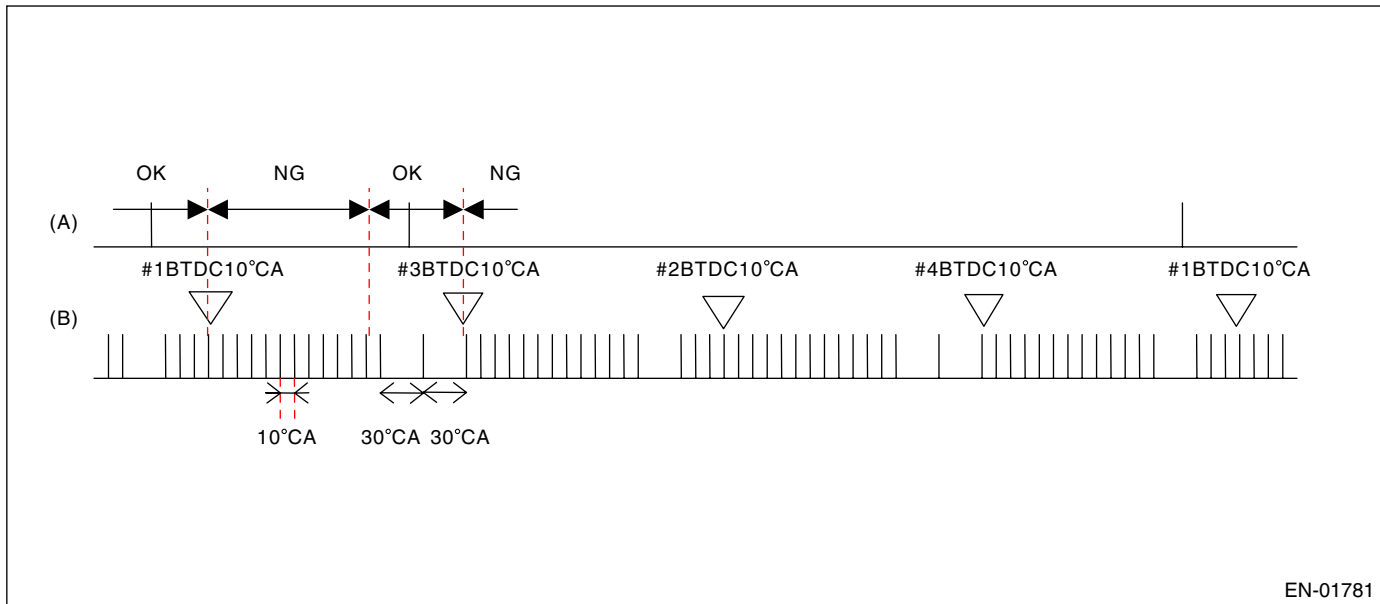 OK NG OK NG
(A)
#1BTDC10°CA #3BTDC10°CA #2BTDC10°CA #4BTDC10°CA #1BTDC10°CA
(B)
10°CA 30°CA 30°CA
EN-01781